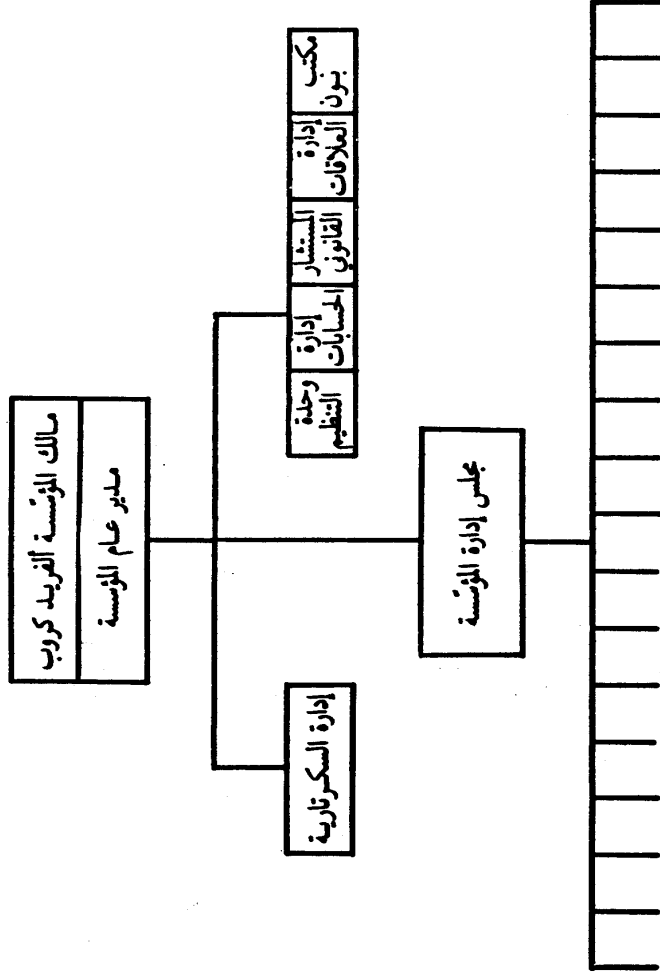 مالك المؤسسة ألفريد كروب
مدير عام المؤسسة
مكتب
بون
إدارة
العلاقات
المستشار
القانوني
إدارة
الحسابات
وحدة
التنظيم
إدارة السكرتارية
مجلس إدارة المؤسسة